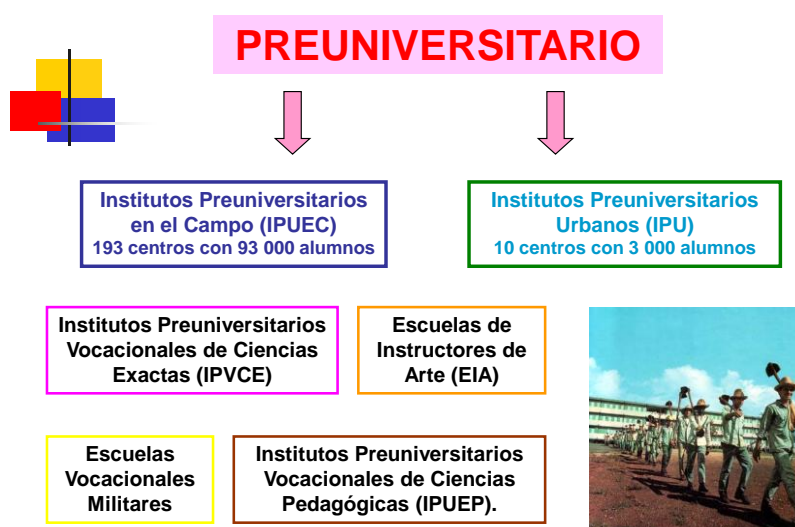 PREUNIVERSITARIO
Institutos Preuniversitarios
en el Campo (IPUEC)
193 centros con 93 000 alumnos
Institutos Preuniversitarios
Urbanos (IPU)
10 centros con 3 000 alumnos
Institutos Preuniversitarios
Vocacionales de Ciencias
Exactas (IPVCE)
Escuelas de
Instructores de
Arte (EIA)
Escuelas
Vocacionales
Militares
Institutos Preuniversitarios
Vocacionales de Ciencias
Pedagógicas (IPUEP).